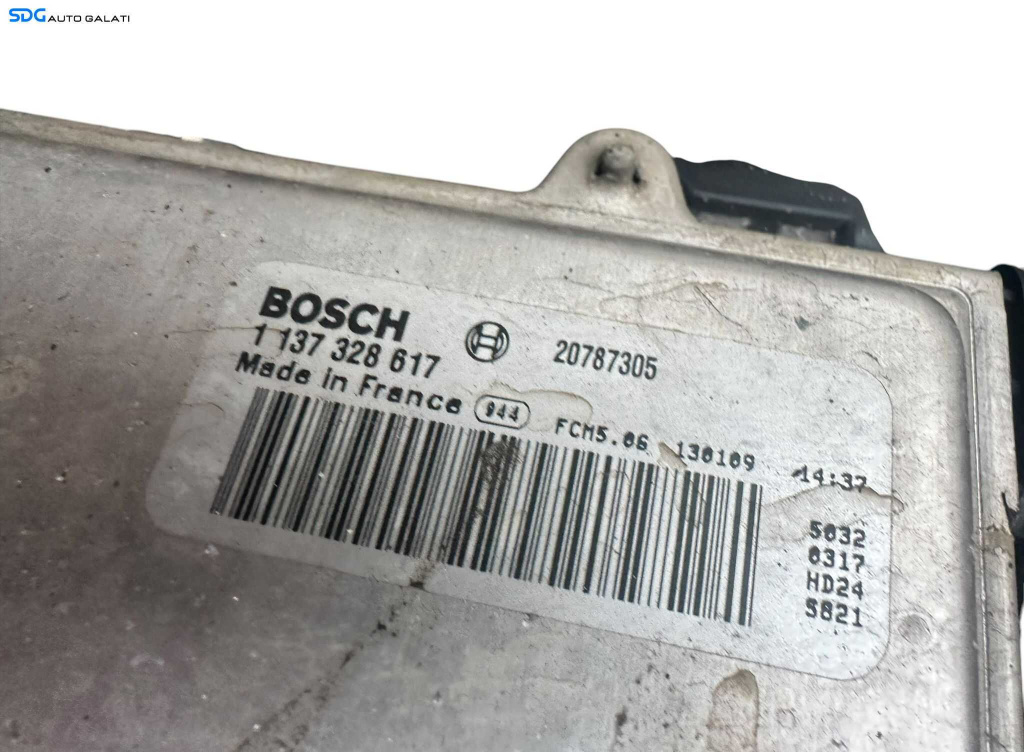 SDG AUTO GALATI
BOSCH
1 137 328 617 20787305
Made in France 944 FCM5.06 130109 14:37
5032
0317
HD24
5821